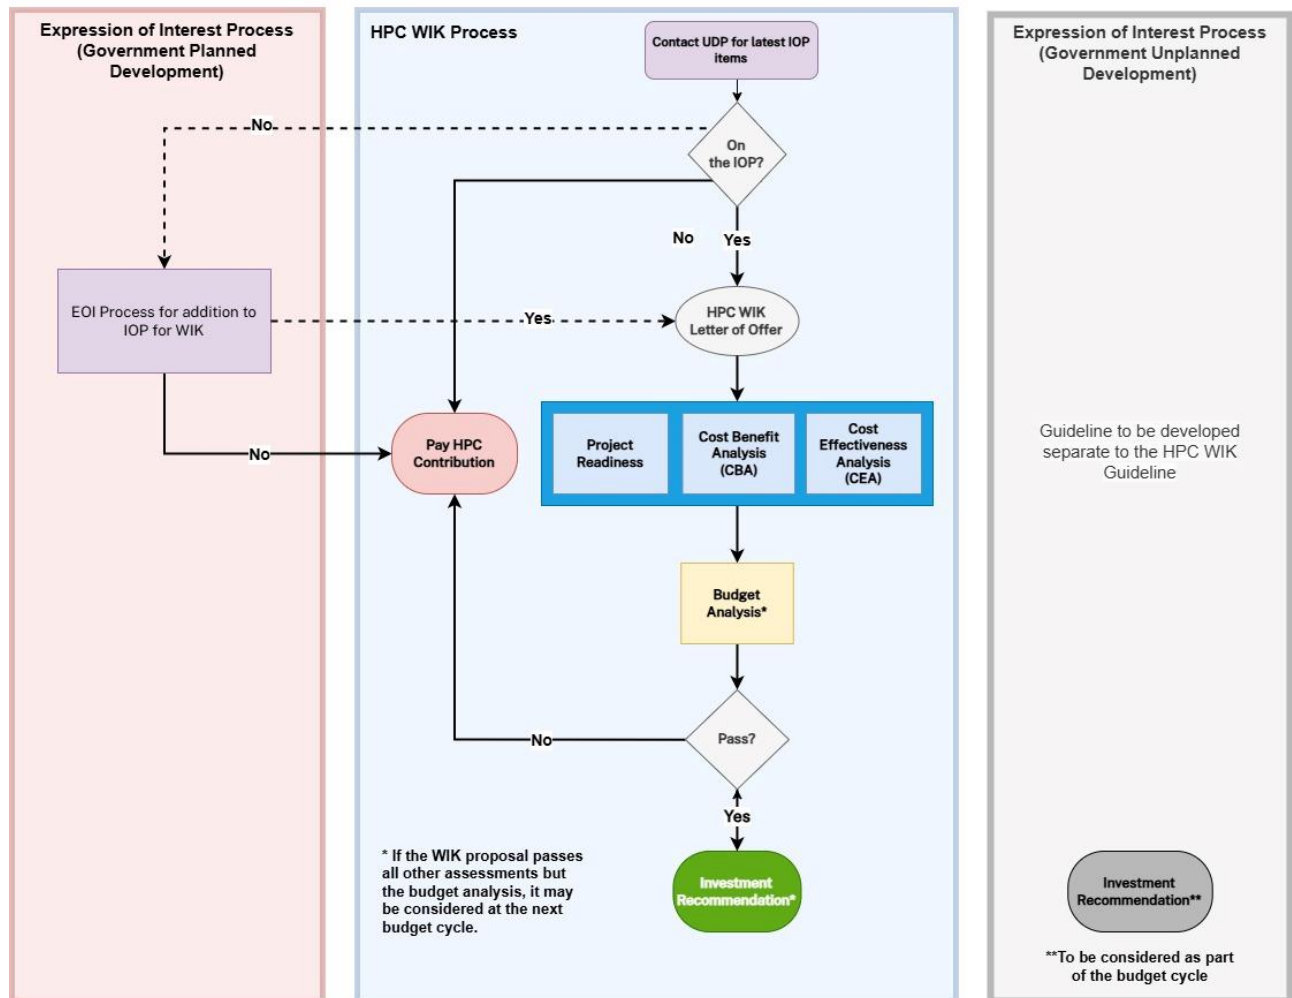 Expression of Interest Process
(Government Planned
Development)
HPC WIK Process
Contact UDP for latest IOP
items
Expression of Interest Process
(Government Unplanned
Development)
No
On
the IOP?
No
Yes
EOI Process for addition to
IOP for WIK
Yes
HPC WIK
Letter of Offer
No
Pay HPC
Contribution
Project
Readiness
Cost Benefit
Analysis
(CBA)
Cost
Effectiveness
Analysis
(CEA)
Guideline to be developed
separate to the HPC WIK
Guideline
Budget
Analysis*
No
Pass?
Yes
* If the WIK proposal passes
all other assessments but
the budget analysis, it may
be considered at the next
budget cycle.
Investment
Recommendation*
Investment
Recommendation**
**To be considered as part
of the budget cycle